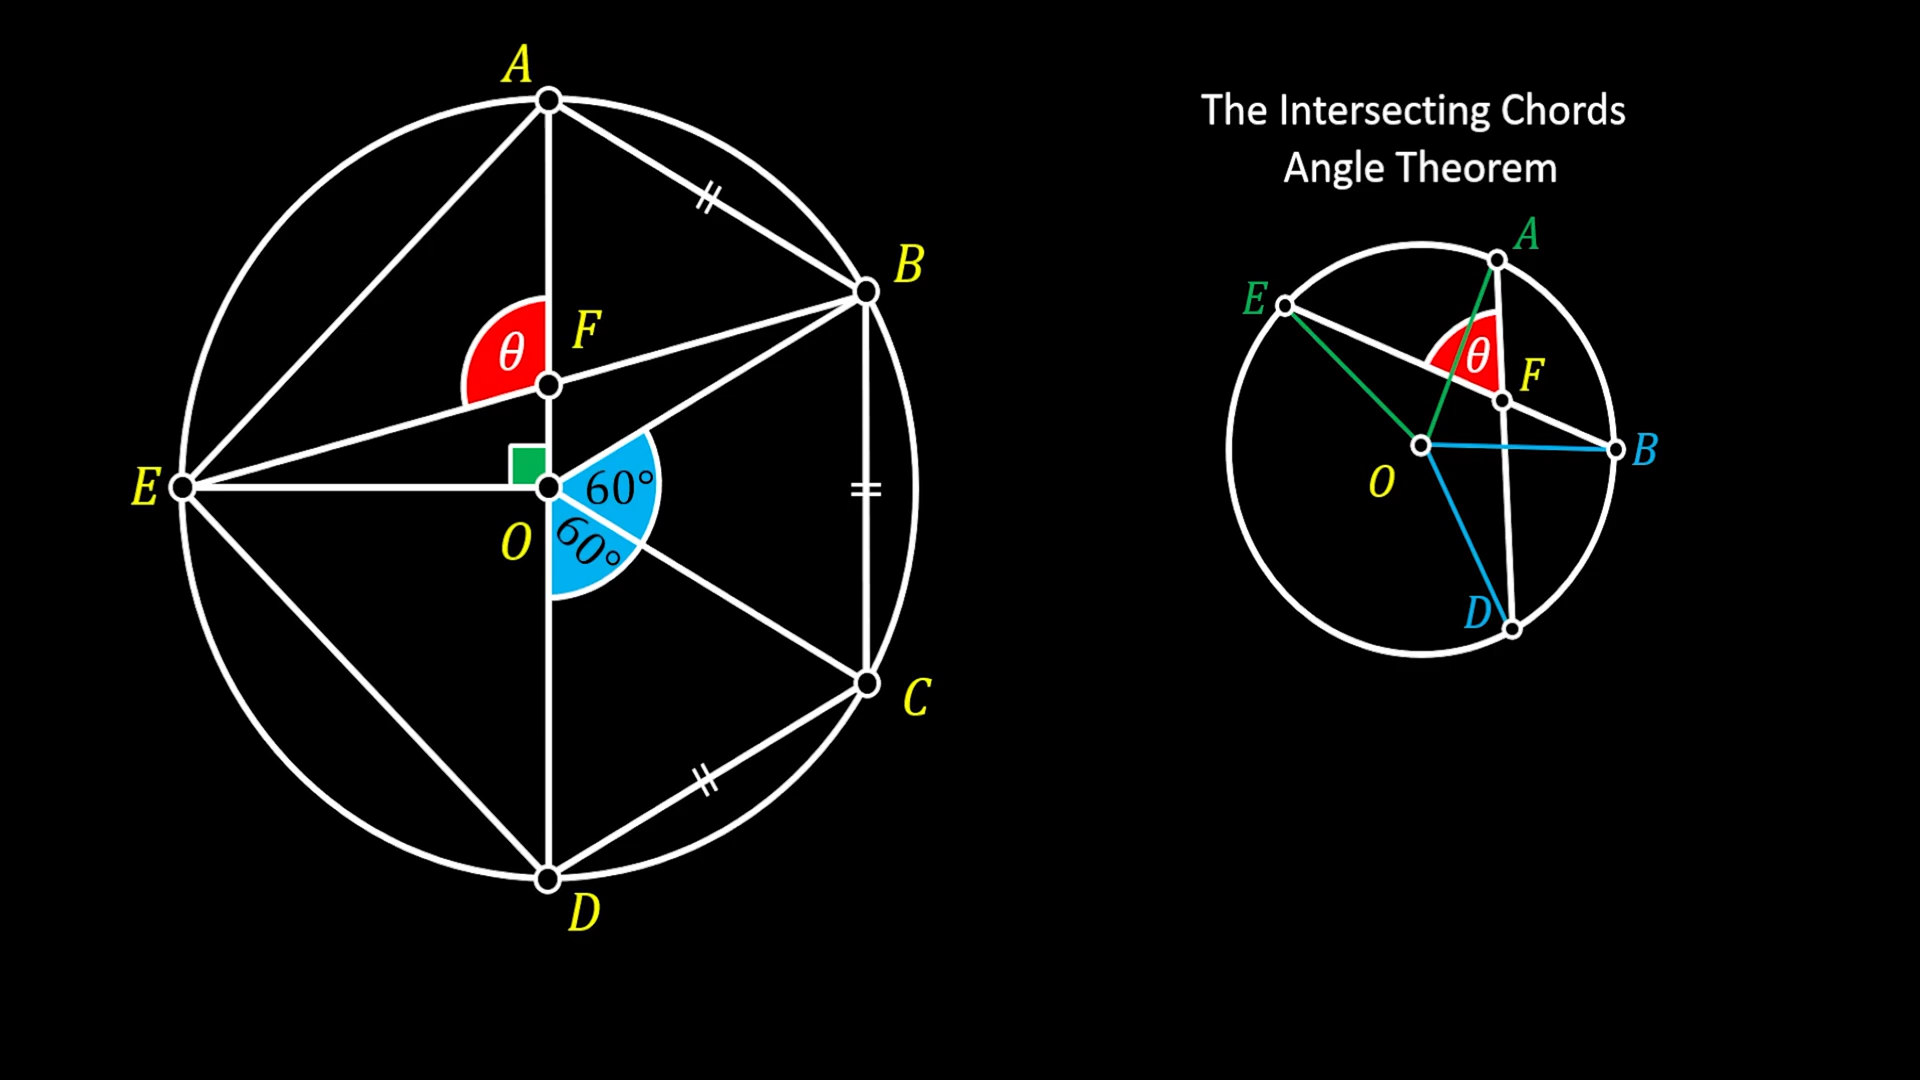 A
B
F
θ
E
60°
60°
O
C
D
The Intersecting Chords
Angle Theorem
A
E
θ
F
B
O
D